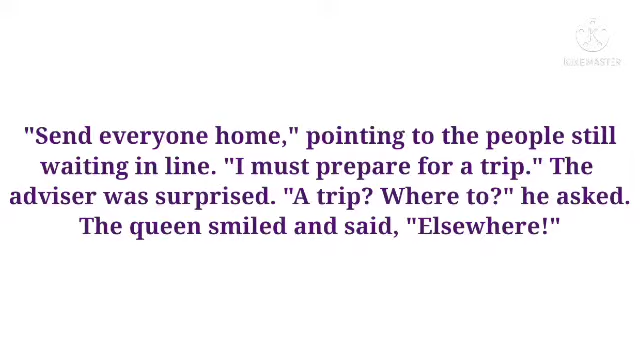 KINEMASTER
"Send everyone home," pointing to the people still
waiting in line. "I must prepare for a trip." The
adviser was surprised. "A trip? Where to?" he asked.
The queen smiled and said, "Elsewhere!"